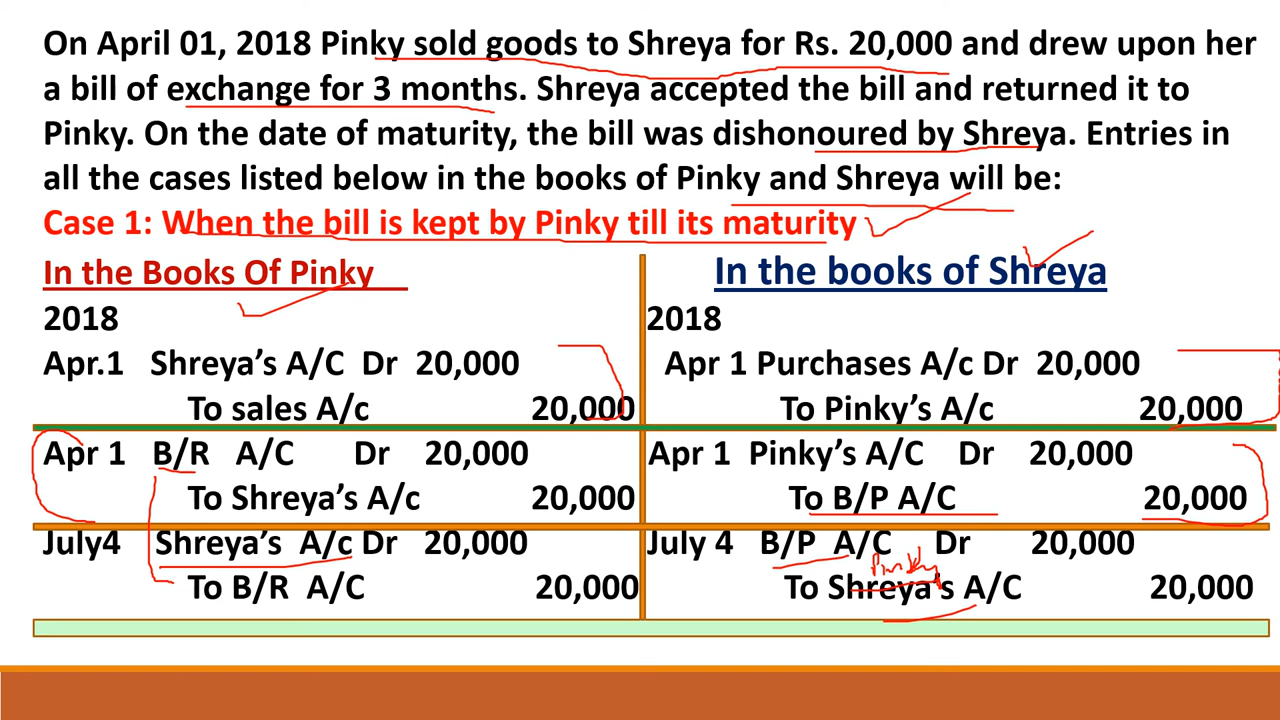 On April 01, 2018 Pinky sold goods to Shreya for Rs. 20,000 and drew upon her
a bill of exchange for 3 months. Shreya accepted the bill and returned it to
Pinky. On the date of maturity, the bill was dishonoured by Shreya. Entries in
all the cases listed below in the books of Pinky and Shreya will be:
Case 1: When the bill is kept by Pinky till its maturity
In the Books Of Pinky
2018
Apr.1 Shreya’s A/C Dr 20,000
To sales A/c 20,000
Apr 1 B/R A/C Dr 20,000
To Shreya’s A/c 20,000
July4 Shreya’s A/c Dr 20,000
To B/R A/C 20,000
In the books of Shreya
2018
Apr 1 Purchases A/c Dr 20,000
To Pinky’s A/c 20,000
Apr 1 Pinky’s A/C Dr 20,000
To B/P A/C 20,000
July 4 B/P A/C Dr 20,000
Pinky
To Shreya’s A/C 20,000